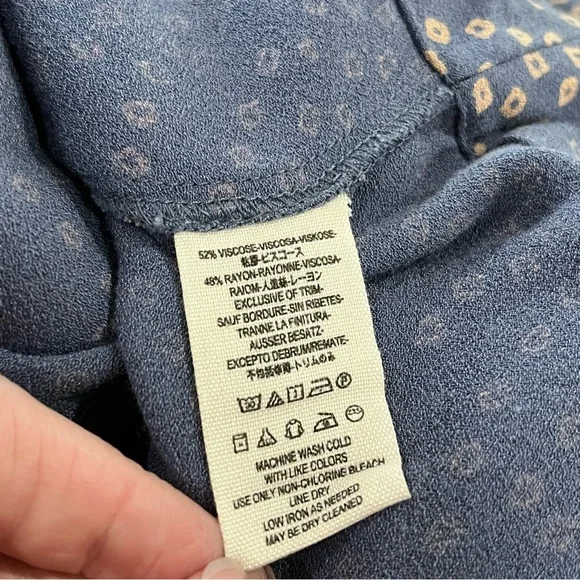 52% VISCOSE-VISCOSA-VISKOSE-
粘膠-ビスコース
48% RAYON-RAYONNE-VISCOSA-
RAIOM-人造絲-レーヨン
EXCLUSIVE OF TRIM-
SAUF BORDURE-SIN RIBETES-
TRANNE LA FINITURA-
AUSSER BESATZ-
EXCEPTO DEBRUM/REMATE-
不包括修飾-トリムのみ
MACHINE WASH COLD
WITH LIKE COLORS
USE ONLY NON-CHLORINE BLEACH
LINE DRY
LOW IRON AS NEEDED
MAY BE DRY CLEANED